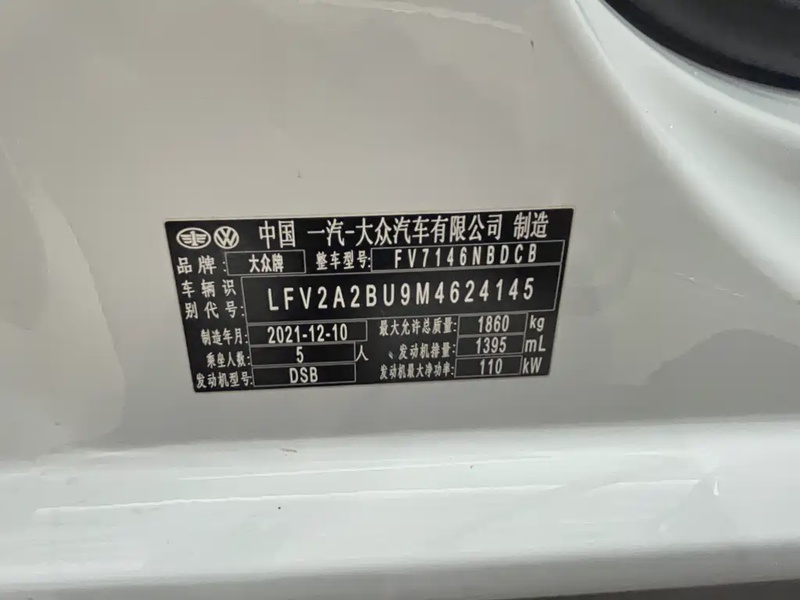 中国 一汽-大众汽车有限公司 制造
品牌: 大众牌 整车型号: FV7146NBDCB
车辆识别代号: LFV2A2BU9M4624145
制造年月: 2021-12-10 最大允许总质量: 1860 kg
乘坐人数: 5 人 发动机排量: 1395 mL
发动机型号: DSB 发动机最大净功率: 110 kW